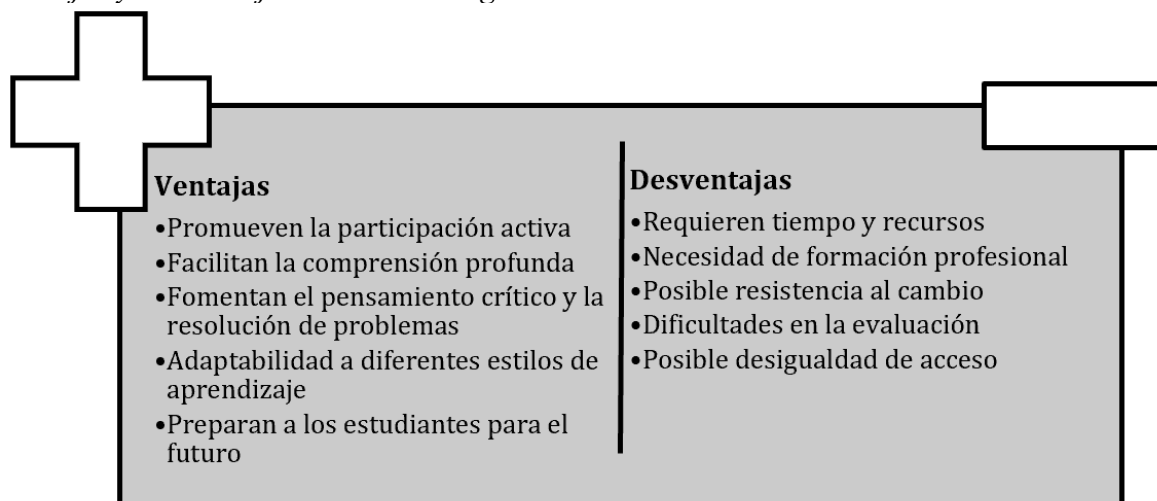 Ventajas
•Promueven la participación activa
•Facilitan la comprensión profunda
•Fomentan el pensamiento crítico y la
resolución de problemas
•Adaptabilidad a diferentes estilos de
aprendizaje
•Preparan a los estudiantes para el
futuro
Desventajas
•Requieren tiempo y recursos
•Necesidad de formación profesional
•Posible resistencia al cambio
•Dificultades en la evaluación
•Posible desigualdad de acceso